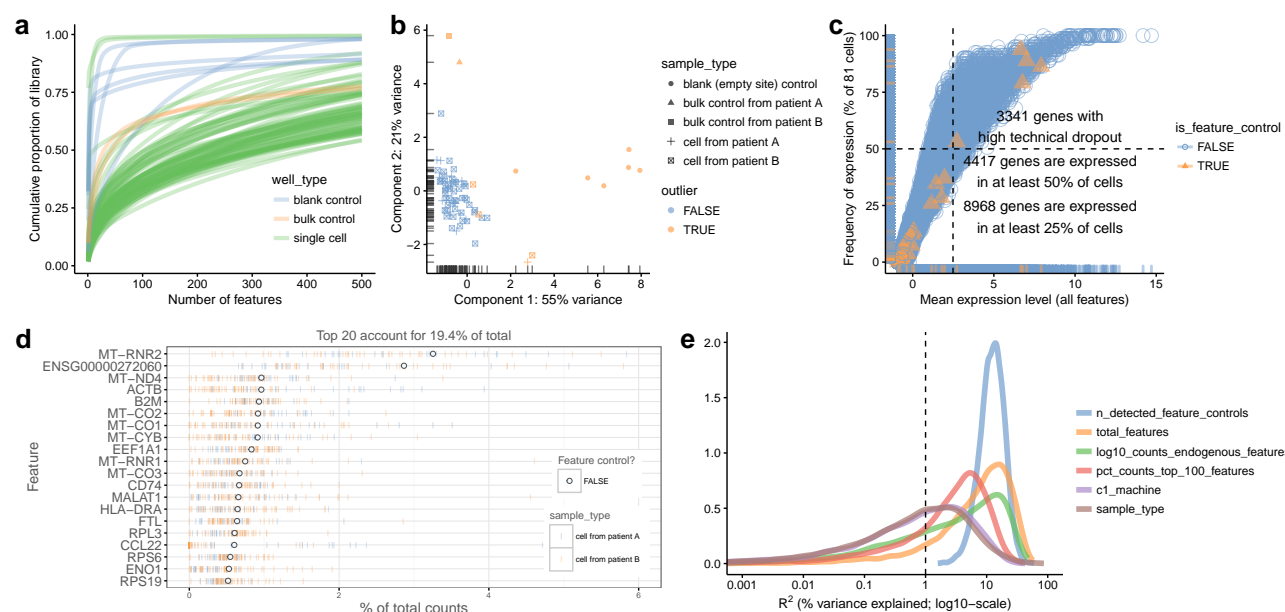 a
1.00
0.75
0.50
0.25
0.00
Cumulative proportion of library
0
100
200
300
400
500
Number of features
well_type
blank control
bulk control
single cell
b
6
4
2
0
−2
Component 2: 21% variance
0
2
4
6
8
Component 1: 55% variance
sample_type
blank (empty site) control
bulk control from patient A
bulk control from patient B
cell from patient A
cell from patient B
outlier
FALSE
TRUE
c
100
75
50
25
0
Frequency of expression (% of 81 cells)
3341 genes with
high technical dropout
4417 genes are expressed
in at least 50% of cells
8968 genes are expressed
in at least 25% of cells
0
5
10
15
Mean expression level (all features)
is_feature_control
FALSE
TRUE
d
Top 20 account for 19.4% of total
Feature
MT−RNR2
ENSG00000272060
MT−ND4
ACTB
B2M
MT−CO2
MT−CO1
MT−CYB
EEF1A1
MT−RNR1
MT−CO3
CD74
MALAT1
HLA−DRA
FTL
RPL3
CCL22
RPS6
ENO1
RPS19
0
2
4
6
% of total counts
Feature control?
FALSE
sample_type
cell from patient A
cell from patient B
e
2.0
1.5
1.0
0.5
0.0
0.001
0.01
0.1
1
10
100
R² (% variance explained; log10−scale)
n_detected_feature_controls
total_features
log10_counts_endogenous_feature
pct_counts_top_100_features
c1_machine
sample_type